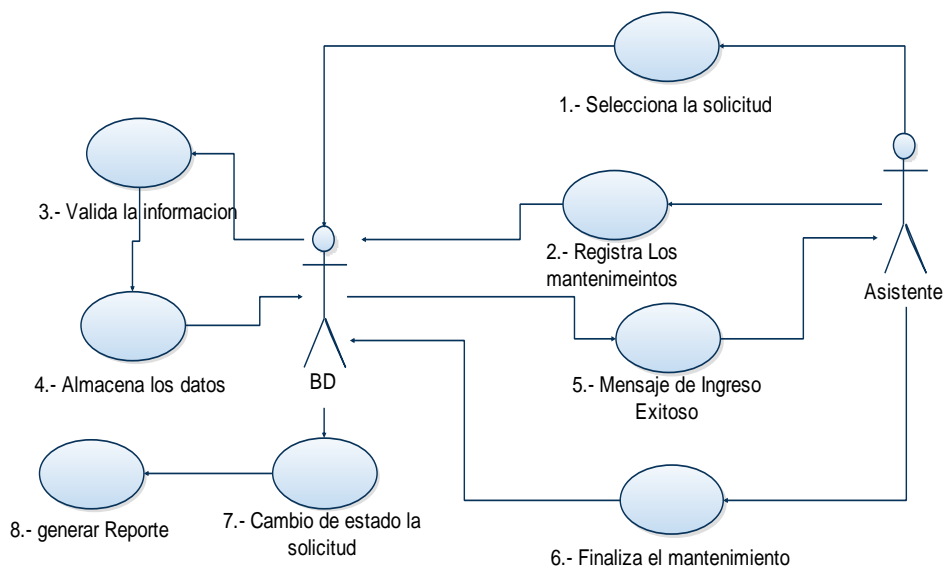 1.- Selecciona la solicitud
3.- Valida la informacion
2.- Registra Los
mantenimeintos
Asistente
4.- Almacena los datos
BD
5.- Mensaje de Ingreso
Exitoso
8.- generar Reporte
7.- Cambio de estado la
solicitud
6.- Finaliza el mantenimiento